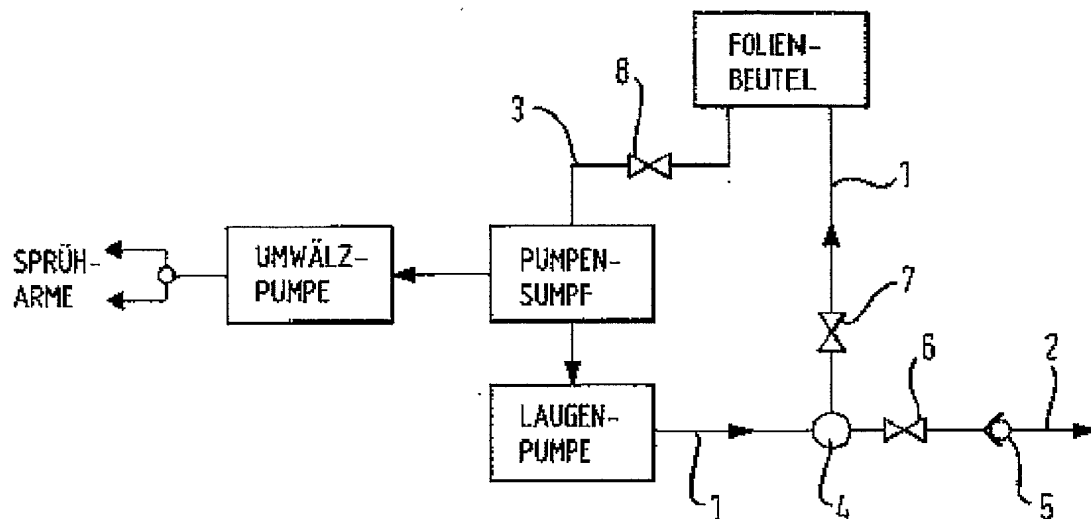 FOLIEN-
BEUTEL
8
3
1
SPRÜH-
ARME
UMWÄLZ-
PUMPE
PUMPEN-
SUMPF
7
6
2
LAUGEN-
PUMPE
1
4
5